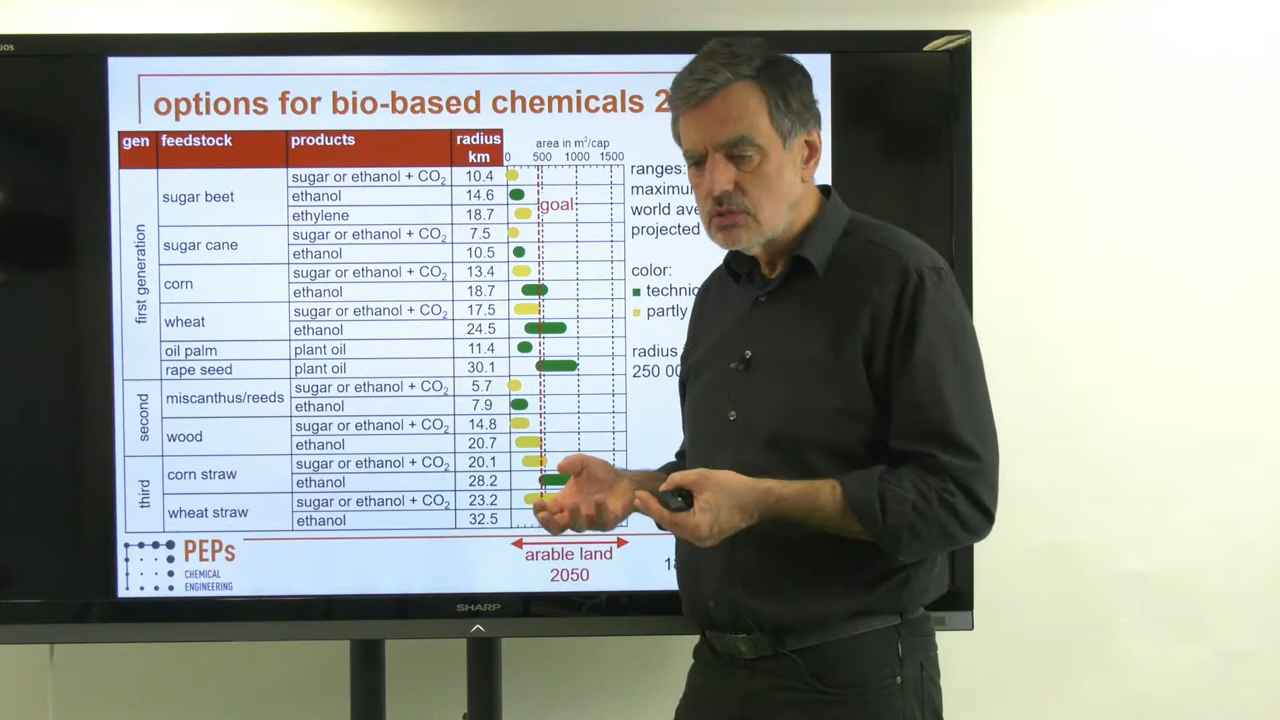 options for bio-based chemicals 2
gen feedstock products radius km
area in m²/cap
0 500 1000 1500
goal
first generation
sugar beet
sugar or ethanol + CO₂ 10.4
ethanol 14.6
ethylene 18.7
sugar cane
sugar or ethanol + CO₂ 7.5
ethanol 10.5
corn
sugar or ethanol + CO₂ 13.4
ethanol 18.7
wheat
sugar or ethanol + CO₂ 17.5
ethanol 24.5
oil palm plant oil 11.4
rape seed plant oil 30.1
second
miscanthus/reeds
sugar or ethanol + CO₂ 5.7
ethanol 7.9
wood
sugar or ethanol + CO₂ 14.8
ethanol 20.7
third
corn straw
sugar or ethanol + CO₂ 20.1
ethanol 28.2
wheat straw
sugar or ethanol + CO₂ 23.2
ethanol 32.5
ranges:
maximu
world ave
projected
color:
technic
partly
radius
250 00
arable land
2050
18
PEPs
CHEMICAL
ENGINEERING
SHARP